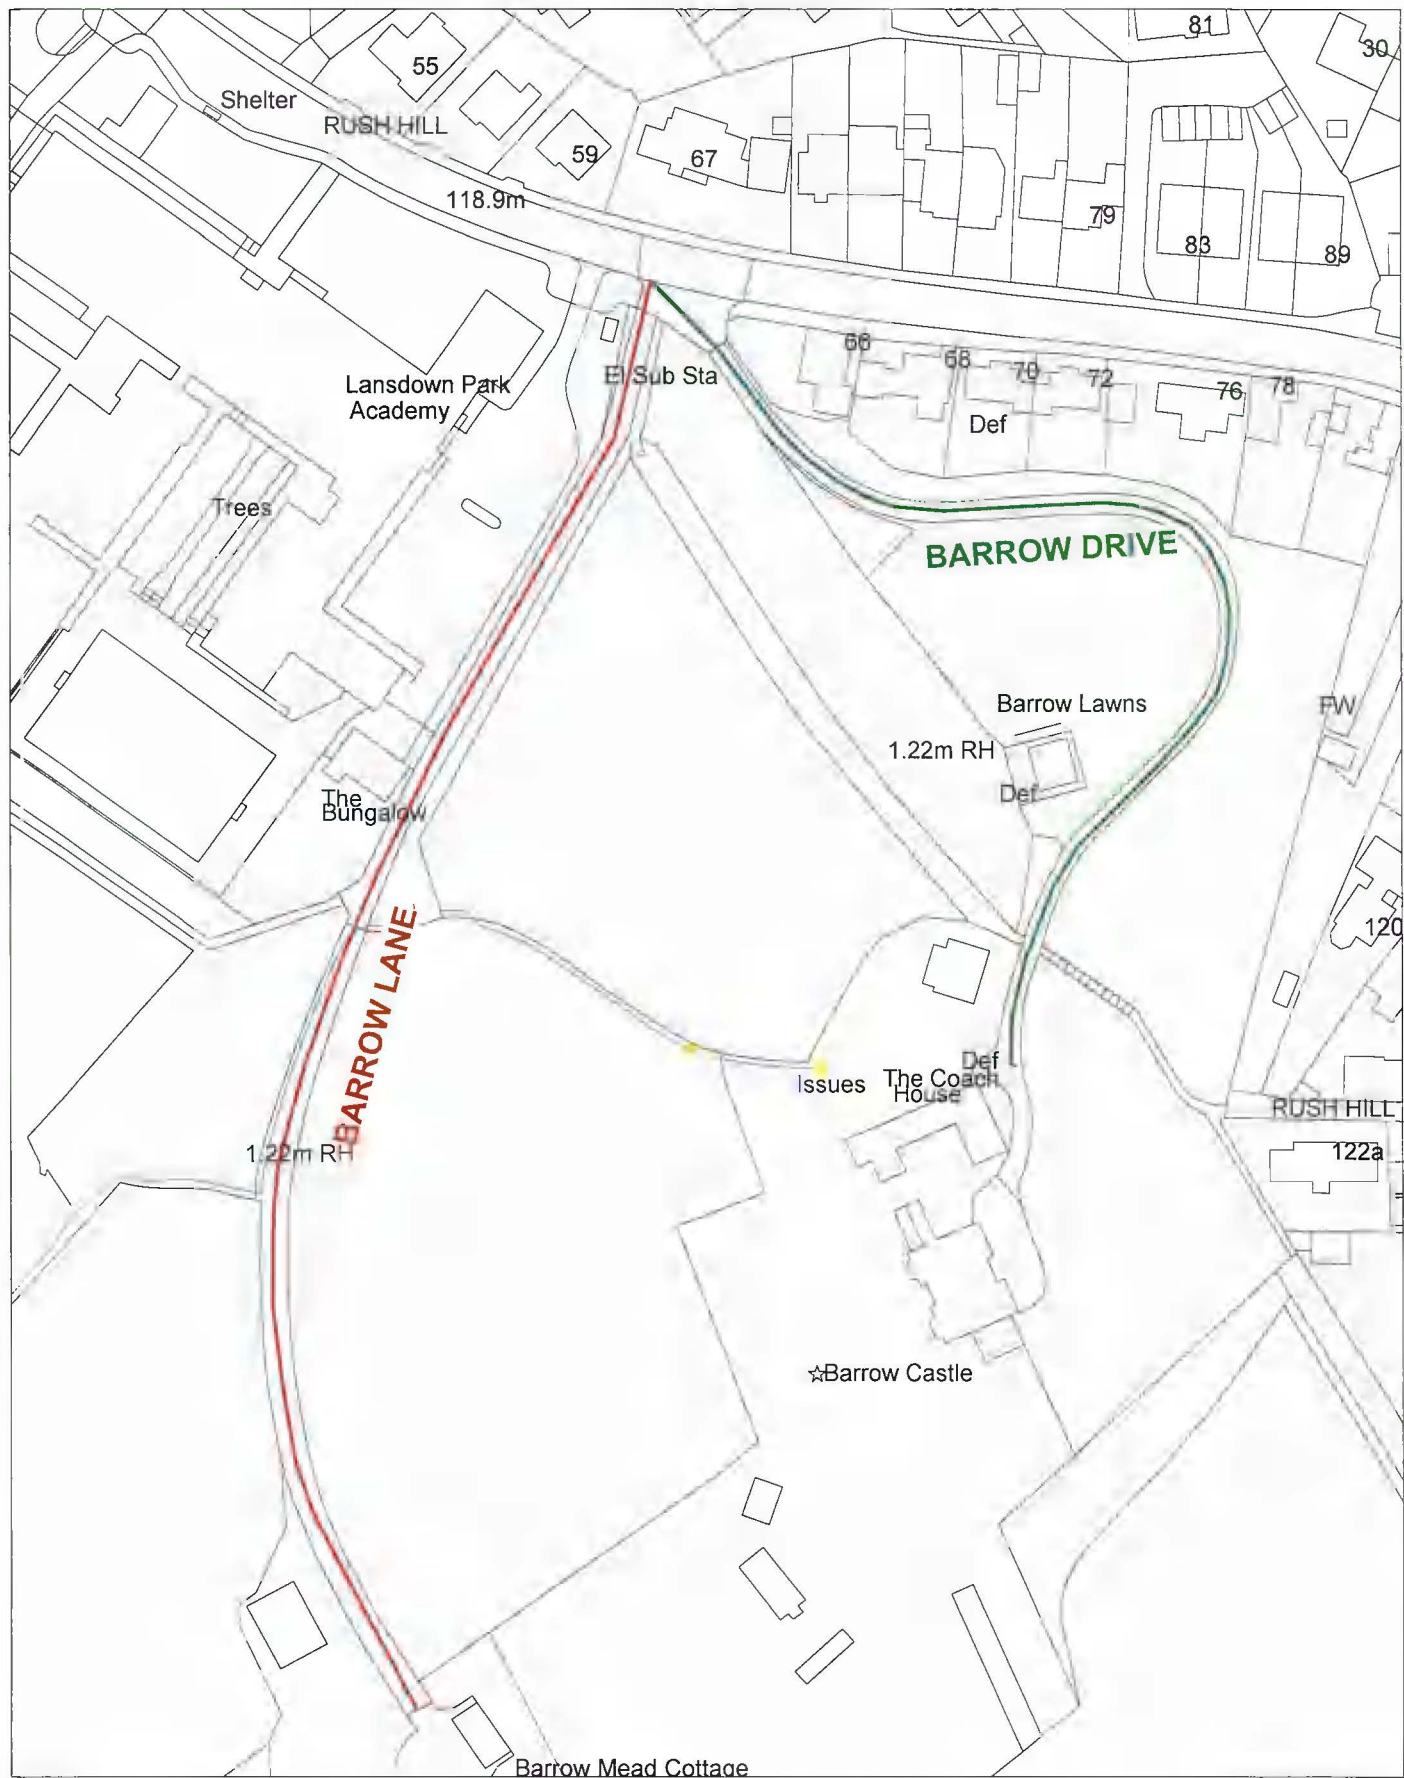 81
30
55
Shelter
RUSH HILL
59
67
118.9m
79
83
89
El Sub Sta
66
68
70
72
76
78
Lansdown Park
Academy
Def
Trees
BARROW DRIVE
Barrow Lawns
FW
1.22m RH
Def
The
Bungalow
BARROW LANE
120
Def
Issues
The Coach
House
RUSH HILL
1.22m RH
122a
Barrow Castle
Barrow Mead Cottage